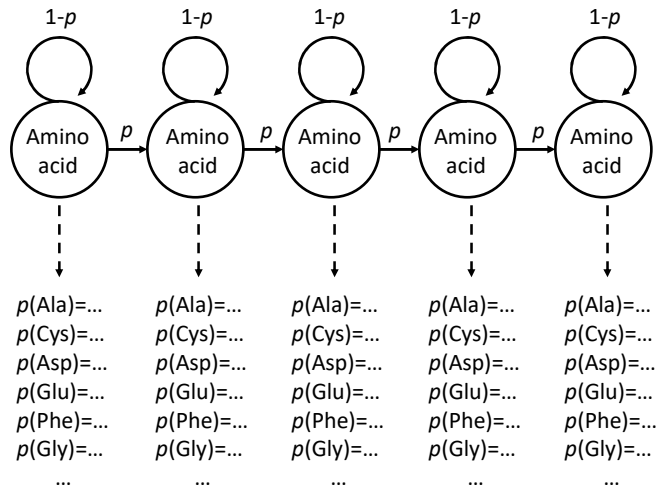 1-p 1-p 1-p 1-p 1-p
Amino acid p Amino acid p Amino acid p Amino acid p Amino acid
p(Ala)=... p(Ala)=... p(Ala)=... p(Ala)=... p(Ala)=...
p(Cys)=... p(Cys)=... p(Cys)=... p(Cys)=... p(Cys)=...
p(Asp)=... p(Asp)=... p(Asp)=... p(Asp)=... p(Asp)=...
p(Glu)=... p(Glu)=... p(Glu)=... p(Glu)=... p(Glu)=...
p(Phe)=... p(Phe)=... p(Phe)=... p(Phe)=... p(Phe)=...
p(Gly)=... p(Gly)=... p(Gly)=... p(Gly)=... p(Gly)=...
... ... ... ... ...